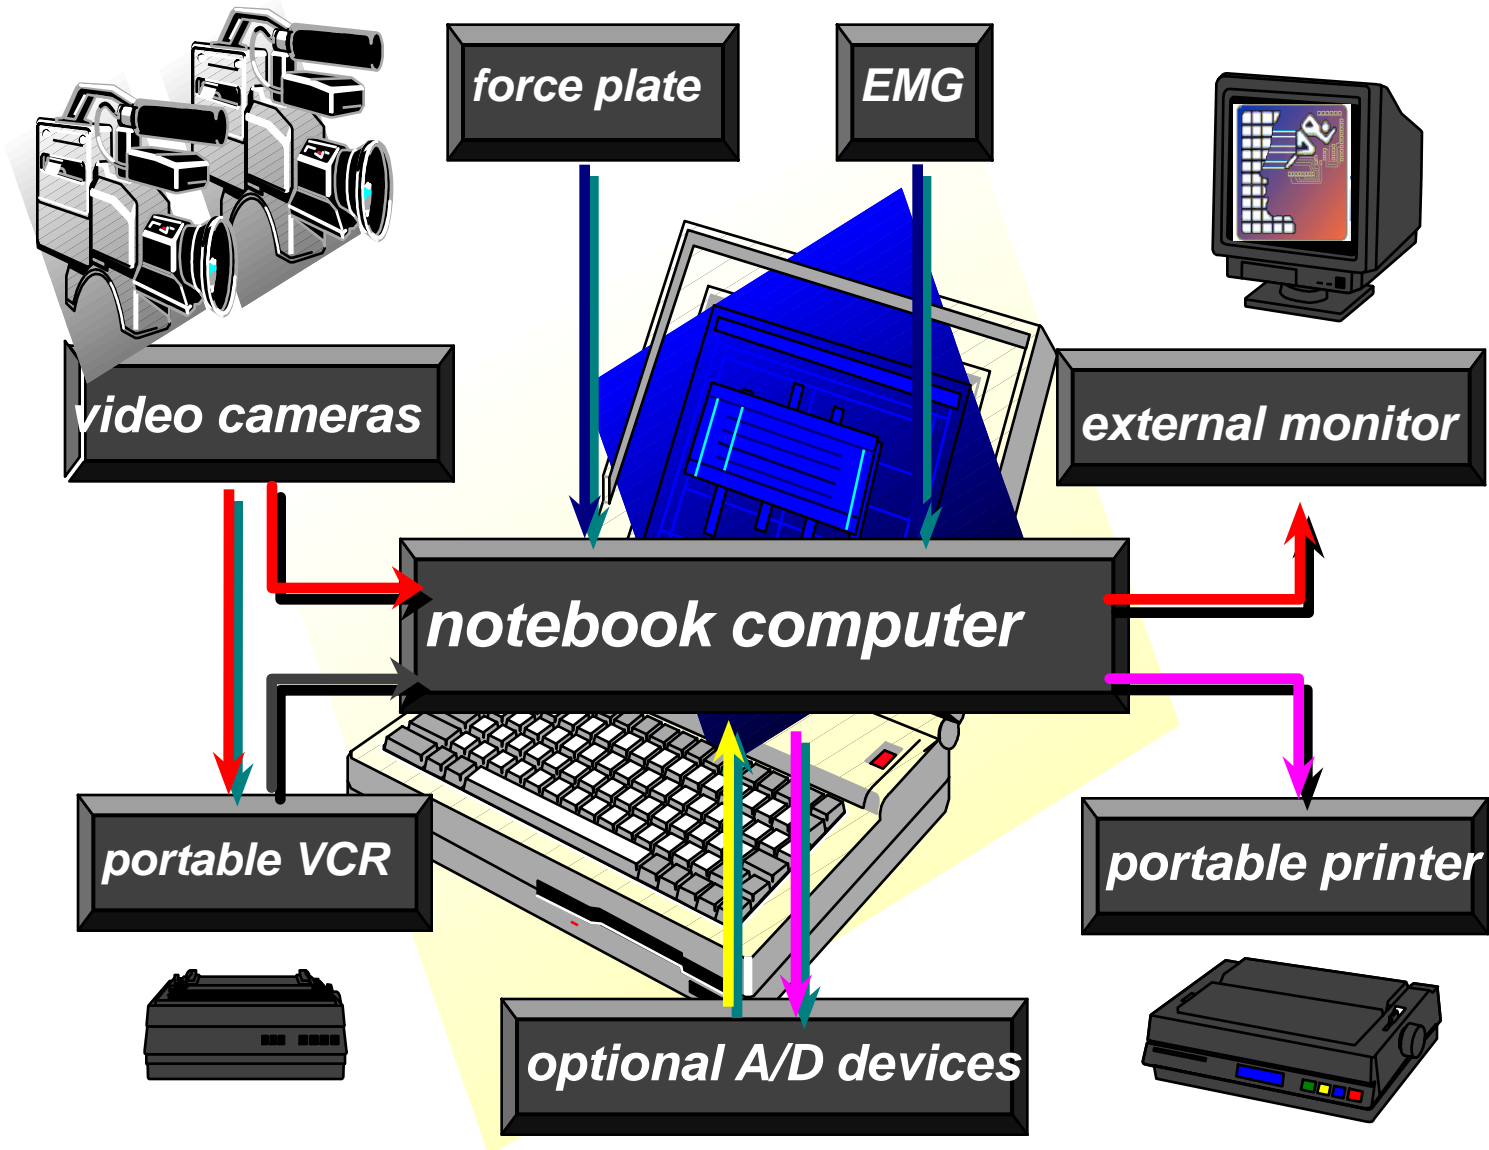 force plate
EMG
video cameras
external monitor
notebook computer
portable VCR
portable printer
optional A/D devices